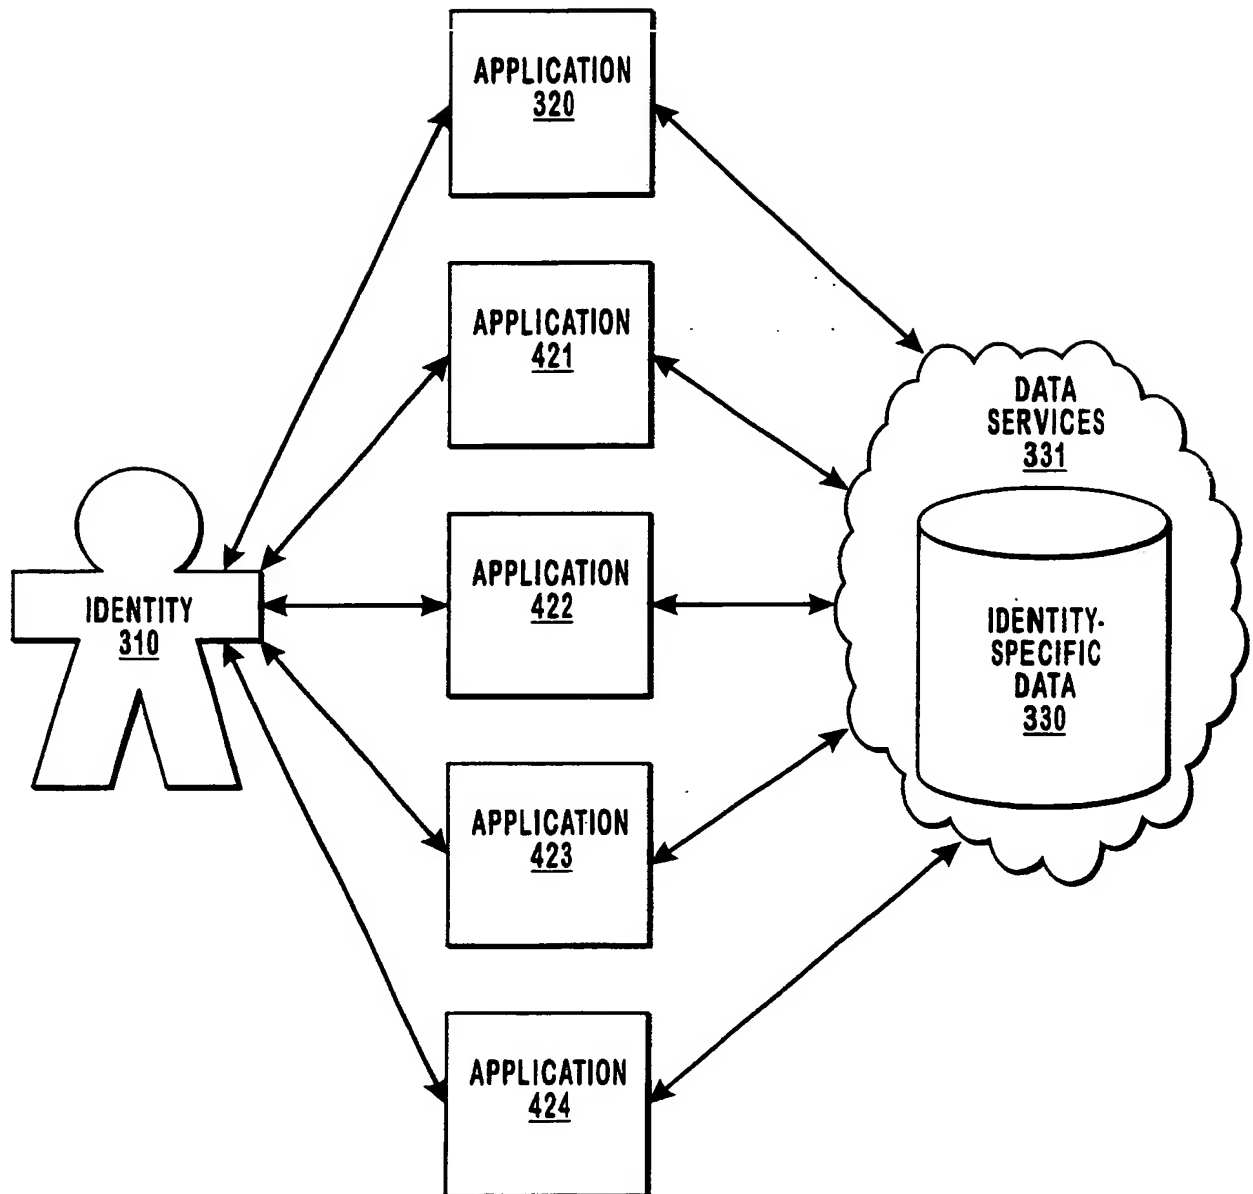 APPLICATION
320
APPLICATION
421
DATA
SERVICES
331
APPLICATION
422
IDENTITY
310
IDENTITY-
SPECIFIC
DATA
330
APPLICATION
423
APPLICATION
424